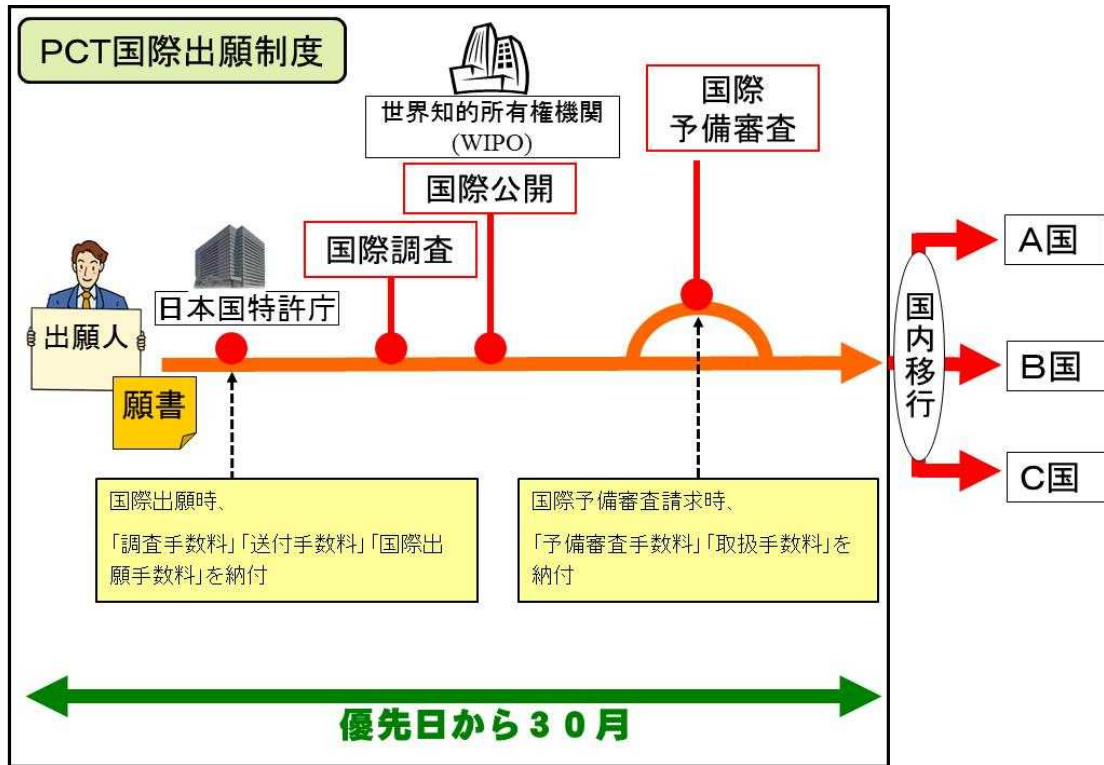 PCT国際出願制度
世界知的所有権機関
(WIPO)
国際
予備審査
国際公開
国際調査
日本国特許庁
出願人
願書
国内移行
A国
B国
C国
国際出願時、
「調査手数料」「送付手数料」「国際出
願手数料」を納付
国際予備審査請求時、
「予備審査手数料」「取扱手数料」を
納付
優先日から30月